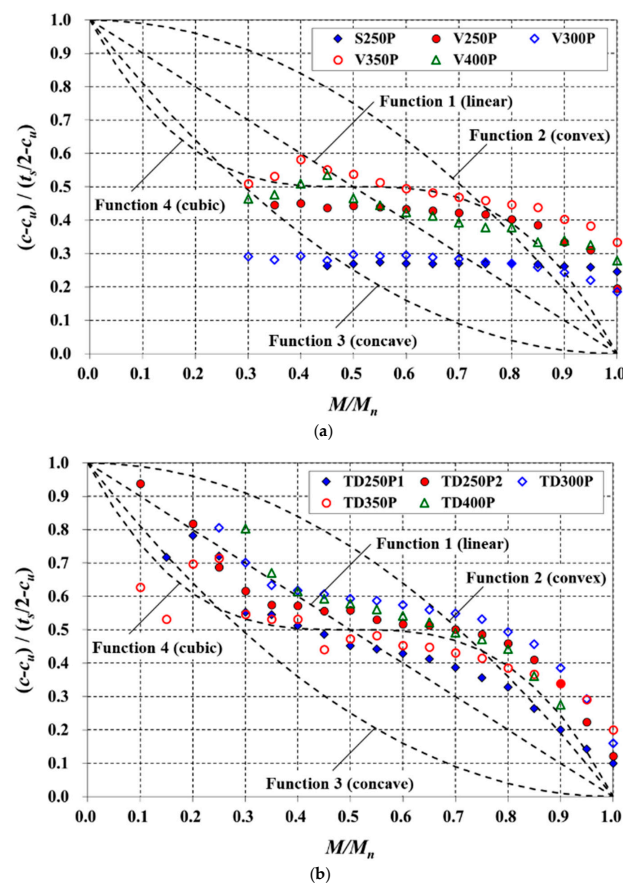 S250P V250P V300P
V350P V400P
1.0
0.9
0.8
0.7
0.6
0.5
0.4
0.3
0.2
0.1
0.0
(c-cu) / (ts/2-cu)
Function 1 (linear)
Function 2 (convex)
Function 4 (cubic)
Function 3 (concave)
0.0 0.1 0.2 0.3 0.4 0.5 0.6 0.7 0.8 0.9 1.0
M/Mn
(a)
TD250P1 TD250P2 TD300P
TD350P TD400P
1.0
0.9
0.8
0.7
0.6
0.5
0.4
0.3
0.2
0.1
0.0
(c-cu) / (ts/2-cu)
Function 1 (linear)
Function 2 (convex)
Function 4 (cubic)
Function 3 (concave)
0.0 0.1 0.2 0.3 0.4 0.5 0.6 0.7 0.8 0.9 1.0
M/Mn
(b)